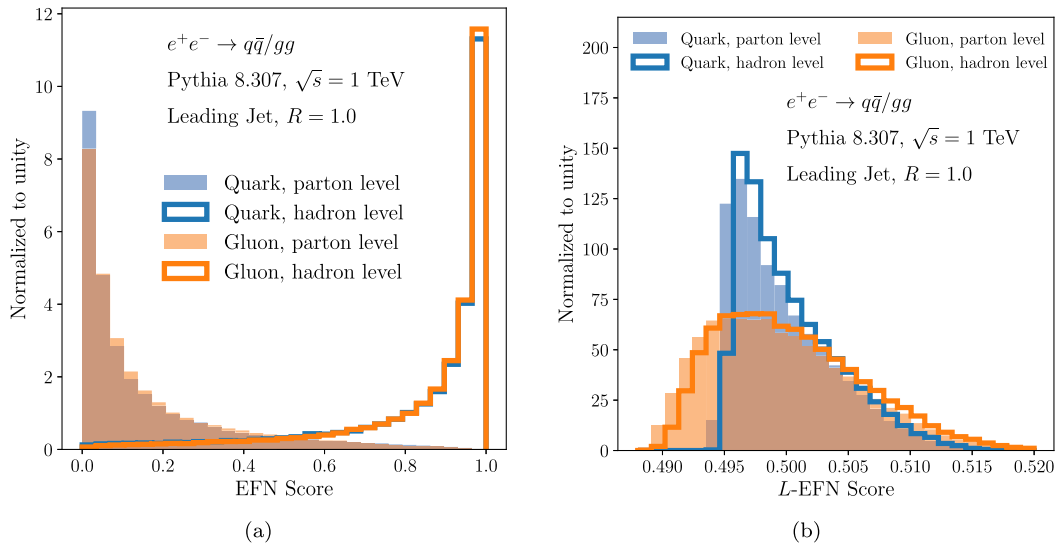 12
10
8
6
4
2
0
Normalized to unity
e⁺e⁻ → qq̄/gg
Pythia 8.307, √s = 1 TeV
Leading Jet, R = 1.0
Quark, parton level
Quark, hadron level
Gluon, parton level
Gluon, hadron level
0.0 0.2 0.4 0.6 0.8 1.0
EFN Score
(a)
200
175
150
125
100
75
50
25
0
Normalized to unity
Quark, parton level Gluon, parton level
Quark, hadron level Gluon, hadron level
e⁺e⁻ → qq̄/gg
Pythia 8.307, √s = 1 TeV
Leading Jet, R = 1.0
0.490 0.495 0.500 0.505 0.510 0.515 0.520
L-EFN Score
(b)